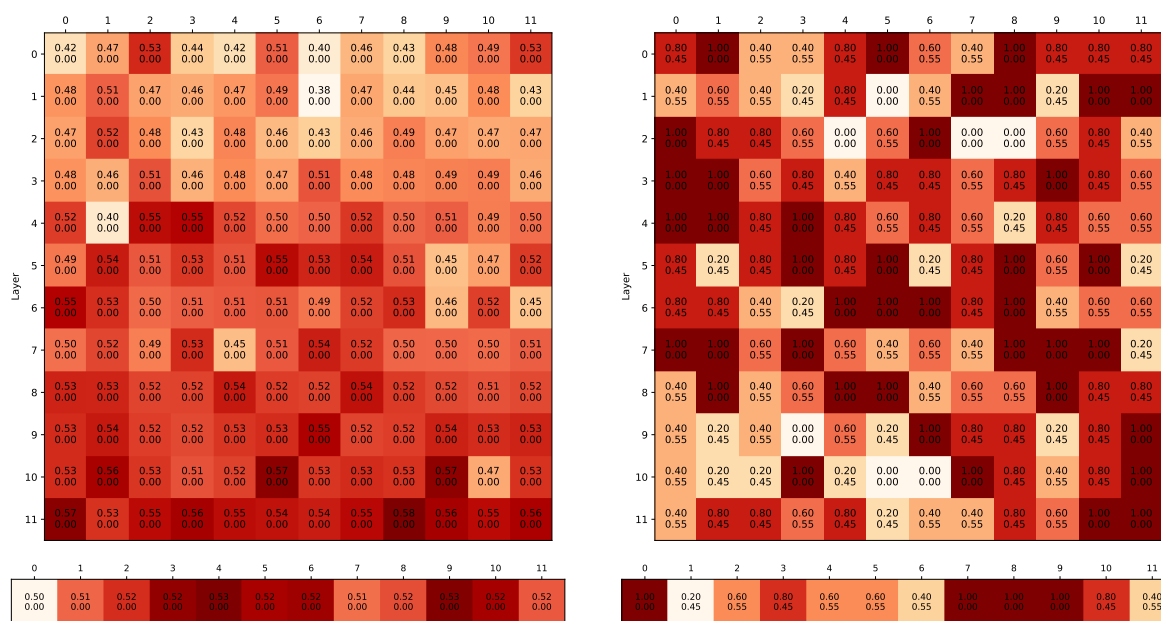 0 1 2 3 4 5 6 7 8 9 10 11
0 0.42 0.47 0.53 0.44 0.42 0.51 0.40 0.46 0.43 0.48 0.49 0.53
0.00 0.00 0.00 0.00 0.00 0.00 0.00 0.00 0.00 0.00 0.00 0.00
1 0.48 0.51 0.47 0.46 0.47 0.49 0.38 0.47 0.44 0.45 0.48 0.43
0.00 0.00 0.00 0.00 0.00 0.00 0.00 0.00 0.00 0.00 0.00 0.00
2 0.47 0.52 0.48 0.43 0.48 0.46 0.43 0.46 0.49 0.47 0.47 0.47
0.00 0.00 0.00 0.00 0.00 0.00 0.00 0.00 0.00 0.00 0.00 0.00
3 0.48 0.46 0.51 0.46 0.48 0.47 0.51 0.48 0.48 0.49 0.49 0.46
0.00 0.00 0.00 0.00 0.00 0.00 0.00 0.00 0.00 0.00 0.00 0.00
4 0.52 0.40 0.55 0.55 0.52 0.50 0.50 0.52 0.50 0.51 0.49 0.50
0.00 0.00 0.00 0.00 0.00 0.00 0.00 0.00 0.00 0.00 0.00 0.00
5 0.49 0.54 0.51 0.53 0.51 0.55 0.53 0.54 0.51 0.45 0.47 0.52
0.00 0.00 0.00 0.00 0.00 0.00 0.00 0.00 0.00 0.00 0.00 0.00
Layer
6 0.55 0.53 0.50 0.51 0.51 0.51 0.49 0.52 0.53 0.46 0.52 0.45
0.00 0.00 0.00 0.00 0.00 0.00 0.00 0.00 0.00 0.00 0.00 0.00
7 0.50 0.52 0.49 0.53 0.45 0.51 0.54 0.52 0.50 0.50 0.50 0.51
0.00 0.00 0.00 0.00 0.00 0.00 0.00 0.00 0.00 0.00 0.00 0.00
8 0.53 0.53 0.52 0.52 0.54 0.52 0.52 0.54 0.52 0.52 0.51 0.52
0.00 0.00 0.00 0.00 0.00 0.00 0.00 0.00 0.00 0.00 0.00 0.00
9 0.53 0.54 0.52 0.52 0.53 0.53 0.55 0.52 0.52 0.54 0.53 0.53
0.00 0.00 0.00 0.00 0.00 0.00 0.00 0.00 0.00 0.00 0.00 0.00
10 0.53 0.56 0.53 0.51 0.52 0.57 0.53 0.53 0.53 0.57 0.47 0.53
0.00 0.00 0.00 0.00 0.00 0.00 0.00 0.00 0.00 0.00 0.00 0.00
11 0.57 0.53 0.55 0.56 0.55 0.54 0.54 0.55 0.58 0.56 0.55 0.56
0.00 0.00 0.00 0.00 0.00 0.00 0.00 0.00 0.00 0.00 0.00 0.00
0 1 2 3 4 5 6 7 8 9 10 11
0.50 0.51 0.52 0.52 0.53 0.52 0.52 0.51 0.52 0.53 0.52 0.52
0.00 0.00 0.00 0.00 0.00 0.00 0.00 0.00 0.00 0.00 0.00 0.00
0 1 2 3 4 5 6 7 8 9 10 11
0 0.80 1.00 0.40 0.40 0.80 1.00 0.60 0.40 1.00 0.80 0.80 0.80
0.45 0.00 0.55 0.55 0.45 0.00 0.55 0.55 0.00 0.45 0.45 0.45
1 0.40 0.60 0.40 0.20 0.80 0.00 0.40 1.00 1.00 0.20 1.00 1.00
0.55 0.55 0.55 0.45 0.45 0.00 0.55 0.00 0.00 0.45 0.00 0.00
2 1.00 0.80 0.80 0.60 0.00 0.60 1.00 0.00 0.00 0.60 0.80 0.40
0.00 0.45 0.45 0.55 0.00 0.55 0.00 0.00 0.00 0.55 0.45 0.55
3 1.00 1.00 0.60 0.80 0.40 0.80 0.80 0.60 0.80 1.00 0.80 0.60
0.00 0.00 0.55 0.45 0.55 0.45 0.45 0.55 0.45 0.00 0.45 0.55
4 1.00 1.00 0.80 1.00 0.80 0.60 0.80 0.60 0.20 0.80 0.60 0.60
0.00 0.00 0.45 0.00 0.45 0.55 0.45 0.55 0.45 0.45 0.55 0.55
5 0.80 0.20 0.80 1.00 0.80 1.00 0.20 0.80 1.00 0.60 1.00 0.20
0.45 0.45 0.45 0.00 0.45 0.00 0.45 0.45 0.00 0.55 0.00 0.45
Layer
6 0.80 0.80 0.40 0.20 1.00 1.00 1.00 0.80 1.00 0.40 0.60 0.60
0.45 0.45 0.55 0.45 0.00 0.00 0.00 0.45 0.00 0.55 0.55 0.55
7 1.00 1.00 0.60 1.00 0.60 0.40 0.60 0.40 1.00 1.00 1.00 0.20
0.00 0.00 0.55 0.00 0.55 0.55 0.55 0.55 0.00 0.00 0.00 0.45
8 0.40 1.00 0.40 0.60 1.00 1.00 0.40 0.60 0.60 1.00 0.80 0.80
0.55 0.00 0.55 0.55 0.00 0.00 0.55 0.55 0.55 0.00 0.45 0.45
9 0.40 0.20 0.40 0.00 0.60 0.20 1.00 0.80 0.80 0.20 0.80 1.00
0.55 0.45 0.55 0.00 0.55 0.45 0.00 0.45 0.45 0.45 0.45 0.00
10 0.40 0.20 0.20 1.00 0.20 0.00 0.00 1.00 0.80 0.40 0.80 1.00
0.55 0.45 0.45 0.00 0.45 0.00 0.00 0.00 0.45 0.55 0.45 0.00
11 0.40 0.80 0.80 0.60 0.80 0.20 0.40 0.40 0.80 0.60 1.00 1.00
0.55 0.45 0.45 0.55 0.45 0.45 0.55 0.55 0.45 0.55 0.00 0.00
0 1 2 3 4 5 6 7 8 9 10 11
1.00 0.20 0.60 0.80 0.60 0.60 0.40 1.00 1.00 1.00 0.80 0.40
0.00 0.45 0.55 0.45 0.55 0.55 0.55 0.00 0.00 0.00 0.45 0.55